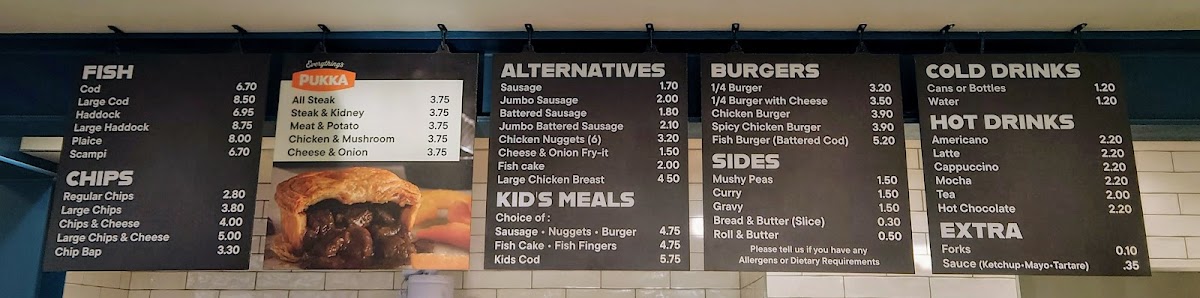 FISH
Cod 6.70
Large Cod 8.50
Haddock 6.95
Large Haddock 8.75
Plaice 8.00
Scampi 6.70
CHIPS
Regular Chips 2.80
Large Chips 3.80
Chips & Cheese 4.00
Large Chips & Cheese 5.00
Chip Bap 3.30
Everything's
PUKKA
All Steak 3.75
Steak & Kidney 3.75
Meat & Potato 3.75
Chicken & Mushroom 3.75
Cheese & Onion 3.75
ALTERNATIVES
Sausage 1.70
Jumbo Sausage 2.00
Battered Sausage 1.80
Jumbo Battered Sausage 2.10
Chicken Nuggets (6) 3.20
Cheese & Onion Fry-it 1.50
Fish cake 2.00
Large Chicken Breast 4 50
KID'S MEALS
Choice of :
Sausage • Nuggets • Burger 4.75
Fish Cake • Fish Fingers 4.75
Kids Cod 5.75
BURGERS
1/4 Burger 3.20
1/4 Burger with Cheese 3.50
Chicken Burger 3.90
Spicy Chicken Burger 3.90
Fish Burger (Battered Cod) 5.20
SIDES
Mushy Peas 1.50
Curry 1.50
Gravy 1.50
Bread & Butter (Slice) 0.30
Roll & Butter 0.50
Please tell us if you have any
Allergens or Dietary Requirements
COLD DRINKS
Cans or Bottles 1.20
Water 1.20
HOT DRINKS
Americano 2.20
Latte 2.20
Cappuccino 2.20
Mocha 2.20
Tea 2.00
Hot Chocolate 2.20
EXTRA
Forks 0.10
Sauce (Ketchup•Mayo•Tartare) .35